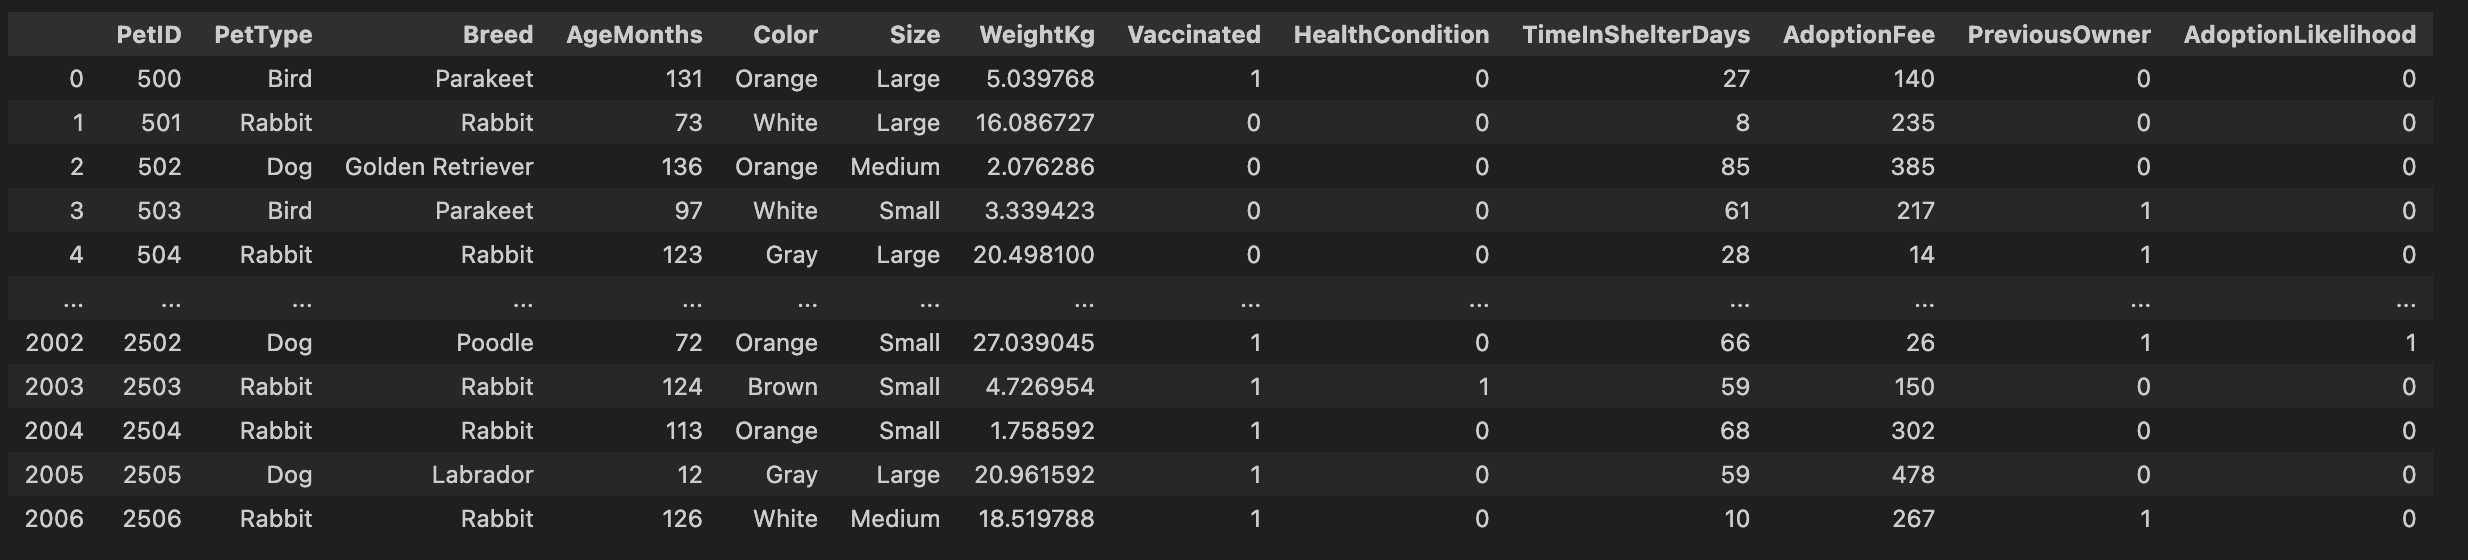 PetID PetType Breed AgeMonths Color Size WeightKg Vaccinated HealthCondition TimeInShelterDays AdoptionFee PreviousOwner AdoptionLikelihood
0 500 Bird Parakeet 131 Orange Large 5.039768 1 0 27 140 0 0
1 501 Rabbit Rabbit 73 White Large 16.086727 0 0 8 235 0 0
2 502 Dog Golden Retriever 136 Orange Medium 2.076286 0 0 85 385 0 0
3 503 Bird Parakeet 97 White Small 3.339423 0 0 61 217 1 0
4 504 Rabbit Rabbit 123 Gray Large 20.498100 0 0 28 14 1 0
... ... ... ... ... ... ... ... ... ... ... ... ... ...
2002 2502 Dog Poodle 72 Orange Small 27.039045 1 0 66 26 1 1
2003 2503 Rabbit Rabbit 124 Brown Small 4.726954 1 1 59 150 0 0
2004 2504 Rabbit Rabbit 113 Orange Small 1.758592 1 0 68 302 0 0
2005 2505 Dog Labrador 12 Gray Large 20.961592 1 0 59 478 0 0
2006 2506 Rabbit Rabbit 126 White Medium 18.519788 1 0 10 267 1 0